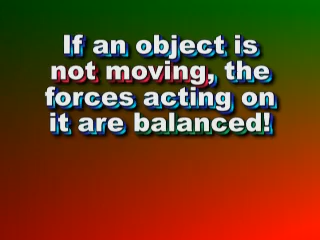 If an object is
not moving, the
forces acting on
it are balanced!